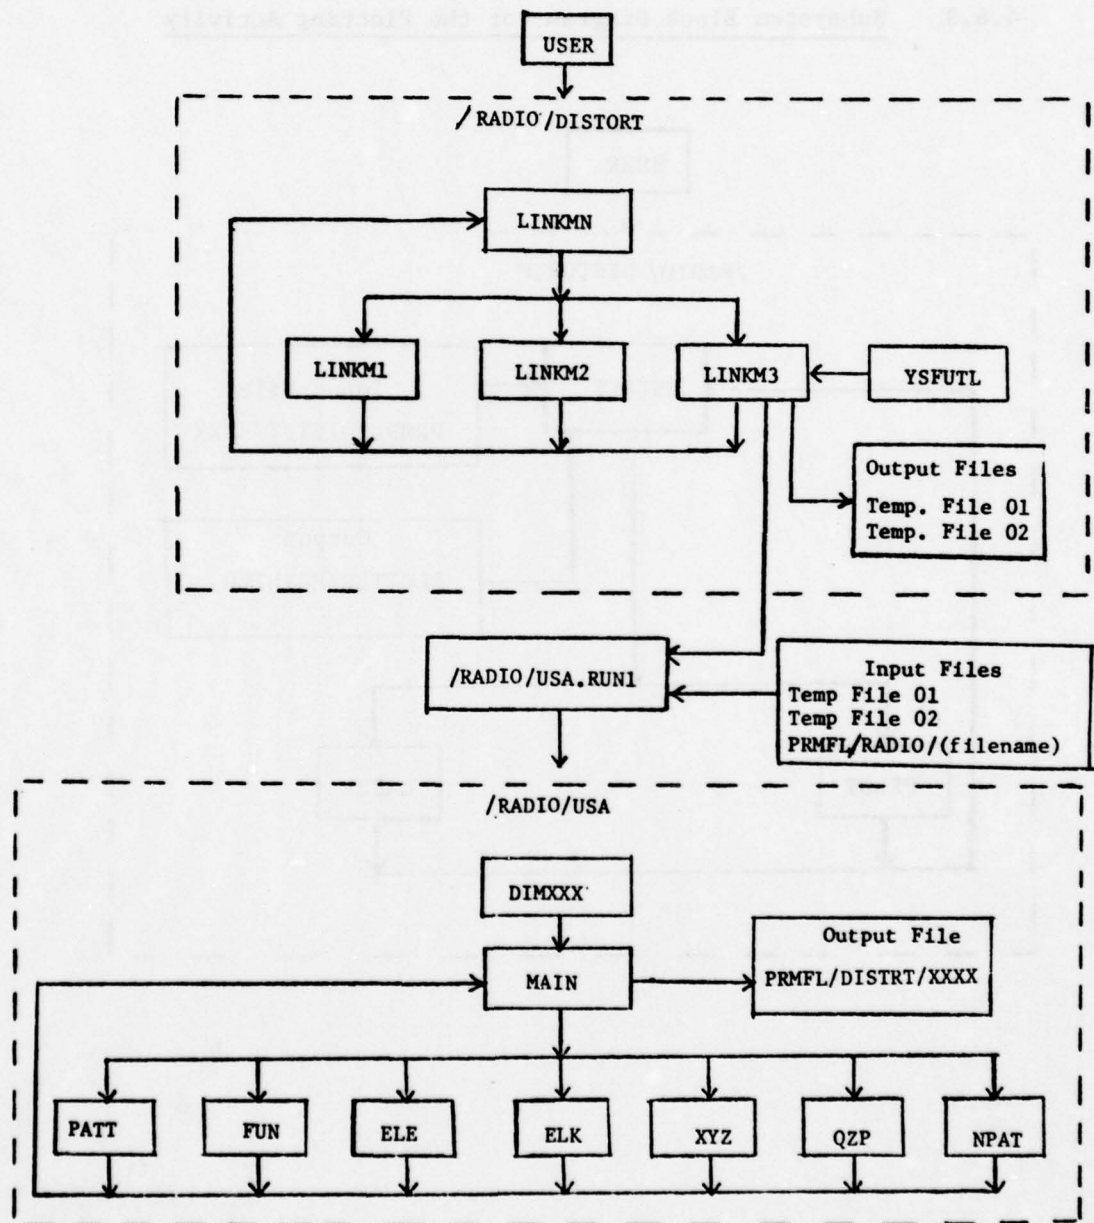 USER
/RADIO/DISTORT
LINKMN
LINKM1
LINKM2
LINKM3
YSFUTL
Output Files
Temp. File 01
Temp. File 02
/RADIO/USA.RUN1
Input Files
Temp File 01
Temp File 02
PRMFL/RADIO/(filename)
/RADIO/USA
DIMXXX
MAIN
Output File
PRMFL/DISTRT/XXXX
PATT
FUN
ELE
ELK
XYZ
QZP
NPAT